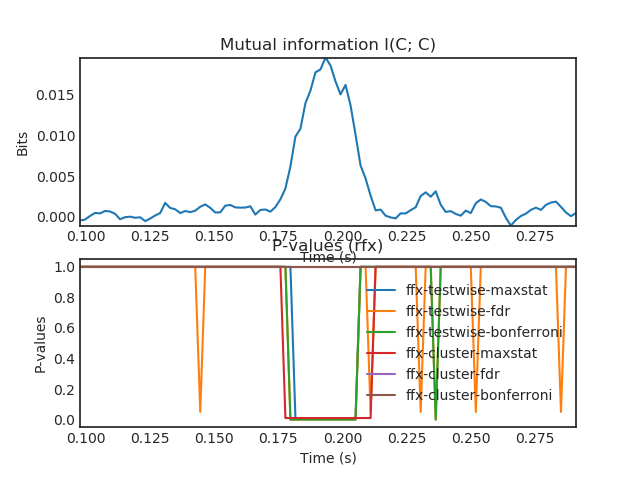 Mutual information I(C; C)
Bits
0.015
0.010
0.005
0.000
0.100 0.125 0.150 0.175 0.200 0.225 0.250 0.275
Time (s)
P-values (rfx)
P-values
1.0
0.8
0.6
0.4
0.2
0.0
ffx-testwise-maxstat
ffx-testwise-fdr
ffx-testwise-bonferroni
ffx-cluster-maxstat
ffx-cluster-fdr
ffx-cluster-bonferroni
0.100 0.125 0.150 0.175 0.200 0.225 0.250 0.275
Time (s)